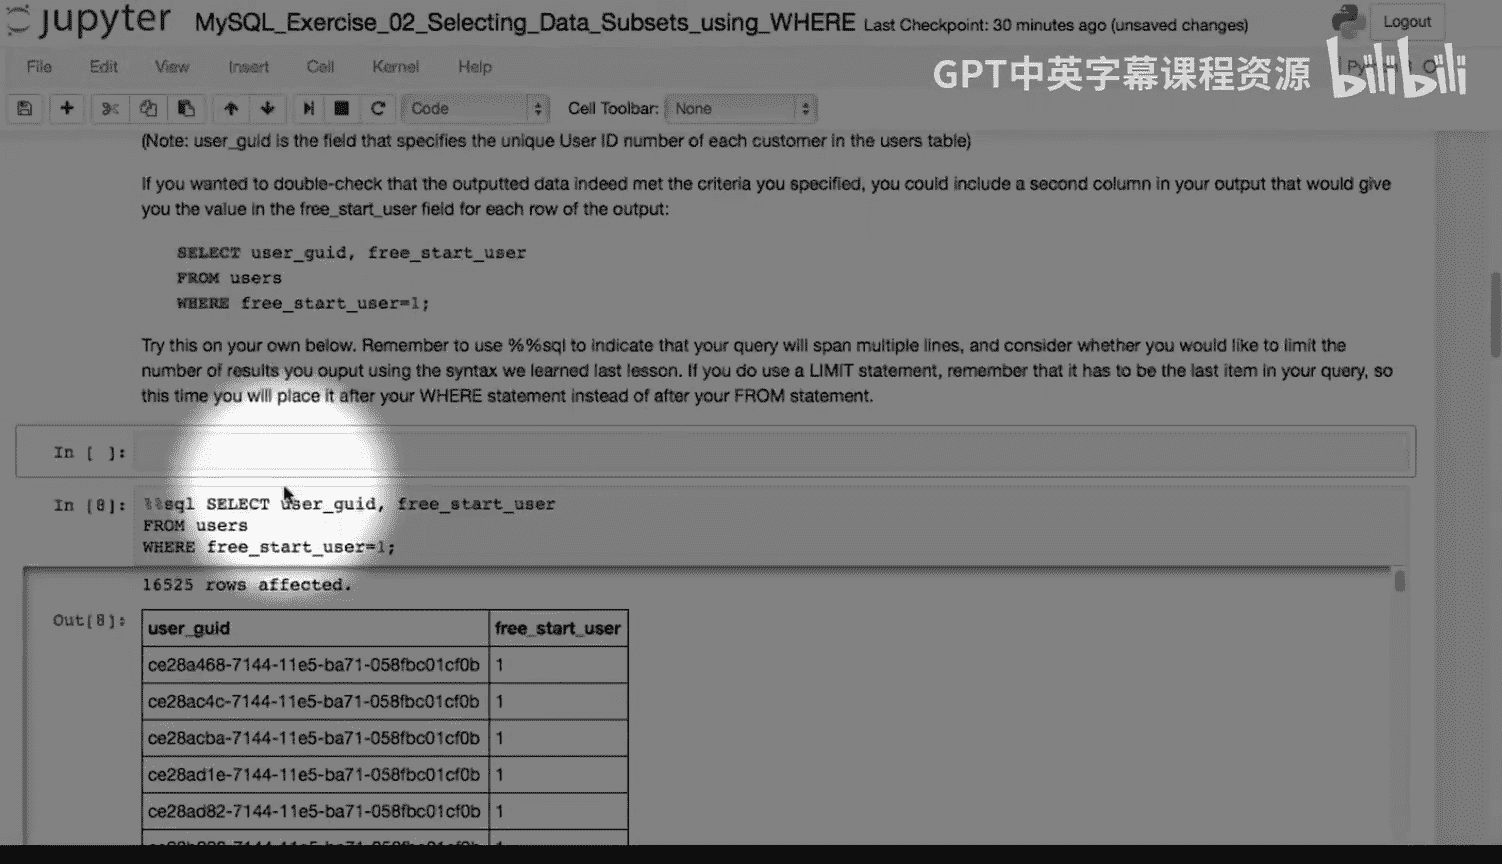 jupyter MySQL_Exercise_02_Selecting_Data_Subsets_using_WHERE Last Checkpoint: 30 minutes ago (unsaved changes) Logout
File Edit View Insert Cell Kernel Help
GPT中英字幕课程资源 bilibili
Code Cell Toolbar: None
(Note: user_guid is the field that specifies the unique User ID number of each customer in the users table)
If you wanted to double-check that the outputted data indeed met the criteria you specified, you could include a second column in your output that would give
you the value in the free_start_user field for each row of the output:
SELECT user_guid, free_start_user
FROM users
WHERE free_start_user=1;
Try this on your own below. Remember to use %%sql to indicate that your query will span multiple lines, and consider whether you would like to limit the
number of results you ouput using the syntax we learned last lesson. If you do use a LIMIT statement, remember that it has to be the last item in your query, so
this time you will place it after your WHERE statement instead of after your FROM statement.
In [ ]:
In [8]: %%sql SELECT user_guid, free_start_user
FROM users
WHERE free_start_user=1;
16525 rows affected.
Out[8]:
user_guid free_start_user
ce28a468-7144-11e5-ba71-058fbc01cf0b 1
ce28ac4c-7144-11e5-ba71-058fbc01cf0b 1
ce28acba-7144-11e5-ba71-058fbc01cf0b 1
ce28ad1e-7144-11e5-ba71-058fbc01cf0b 1
ce28ad82-7144-11e5-ba71-058fbc01cf0b 1